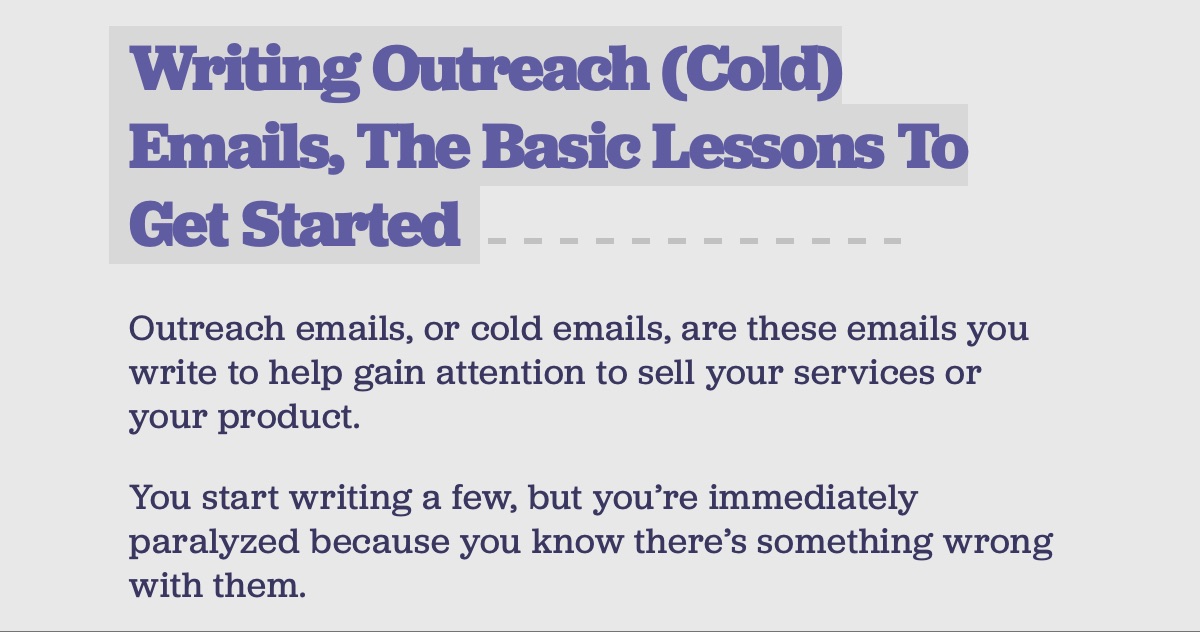 Writing Outreach (Cold)
Emails, The Basic Lessons To
Get Started
Outreach emails, or cold emails, are these emails you
write to help gain attention to sell your services or
your product.
You start writing a few, but you’re immediately
paralyzed because you know there’s something wrong
with them.